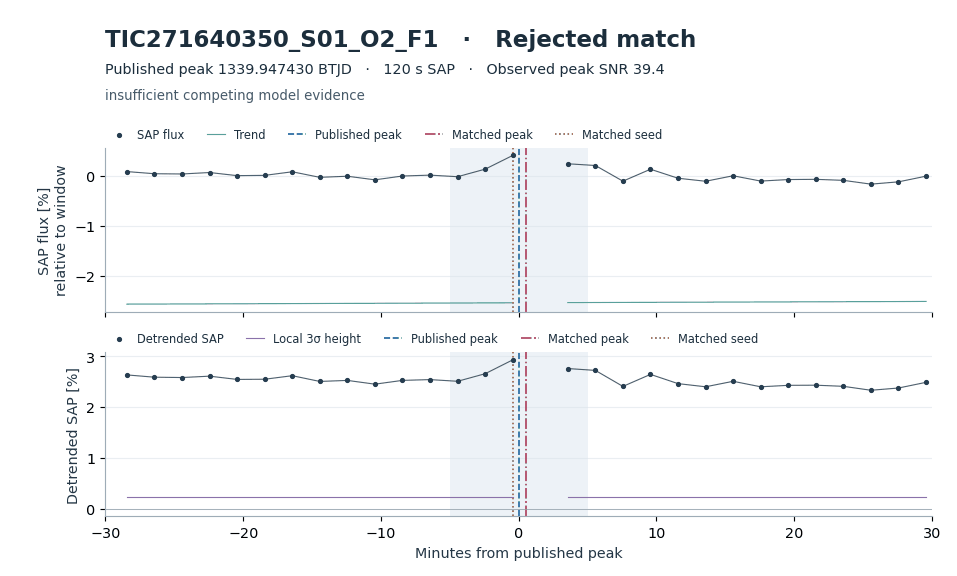 TIC271640350_S01_O2_F1 · Rejected match
Published peak 1339.947430 BTJD · 120 s SAP · Observed peak SNR 39.4
insufficient competing model evidence
SAP flux Trend Published peak Matched peak Matched seed
SAP flux [%]
relative to window
0
−1
−2
Detrended SAP Local 3σ height Published peak Matched peak Matched seed
Detrended SAP [%]
3
2
1
0
−30 −20 −10 0 10 20 30
Minutes from published peak